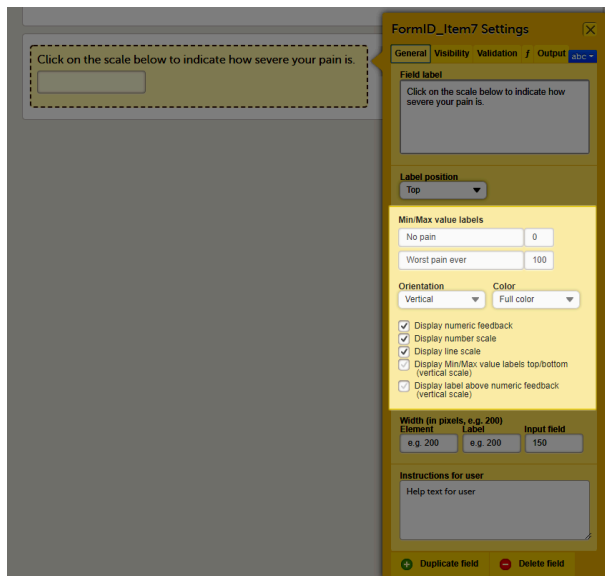 Click on the scale below to indicate how severe your pain is.
FormID_Item7 Settings
General Visibility Validation f Output abc
Field label
Click on the scale below to indicate how
severe your pain is.
Label position
Top
Min/Max value labels
No pain 0
Worst pain ever 100
Orientation Color
Vertical Full color
Display numeric feedback
Display number scale
Display line scale
Display Min/Max value labels top/bottom
(vertical scale)
Display label above numeric feedback
(vertical scale)
Width (in pixels, e.g. 200)
Element Label Input field
e.g. 200 e.g. 200 150
Instructions for user
Help text for user
Duplicate field Delete field